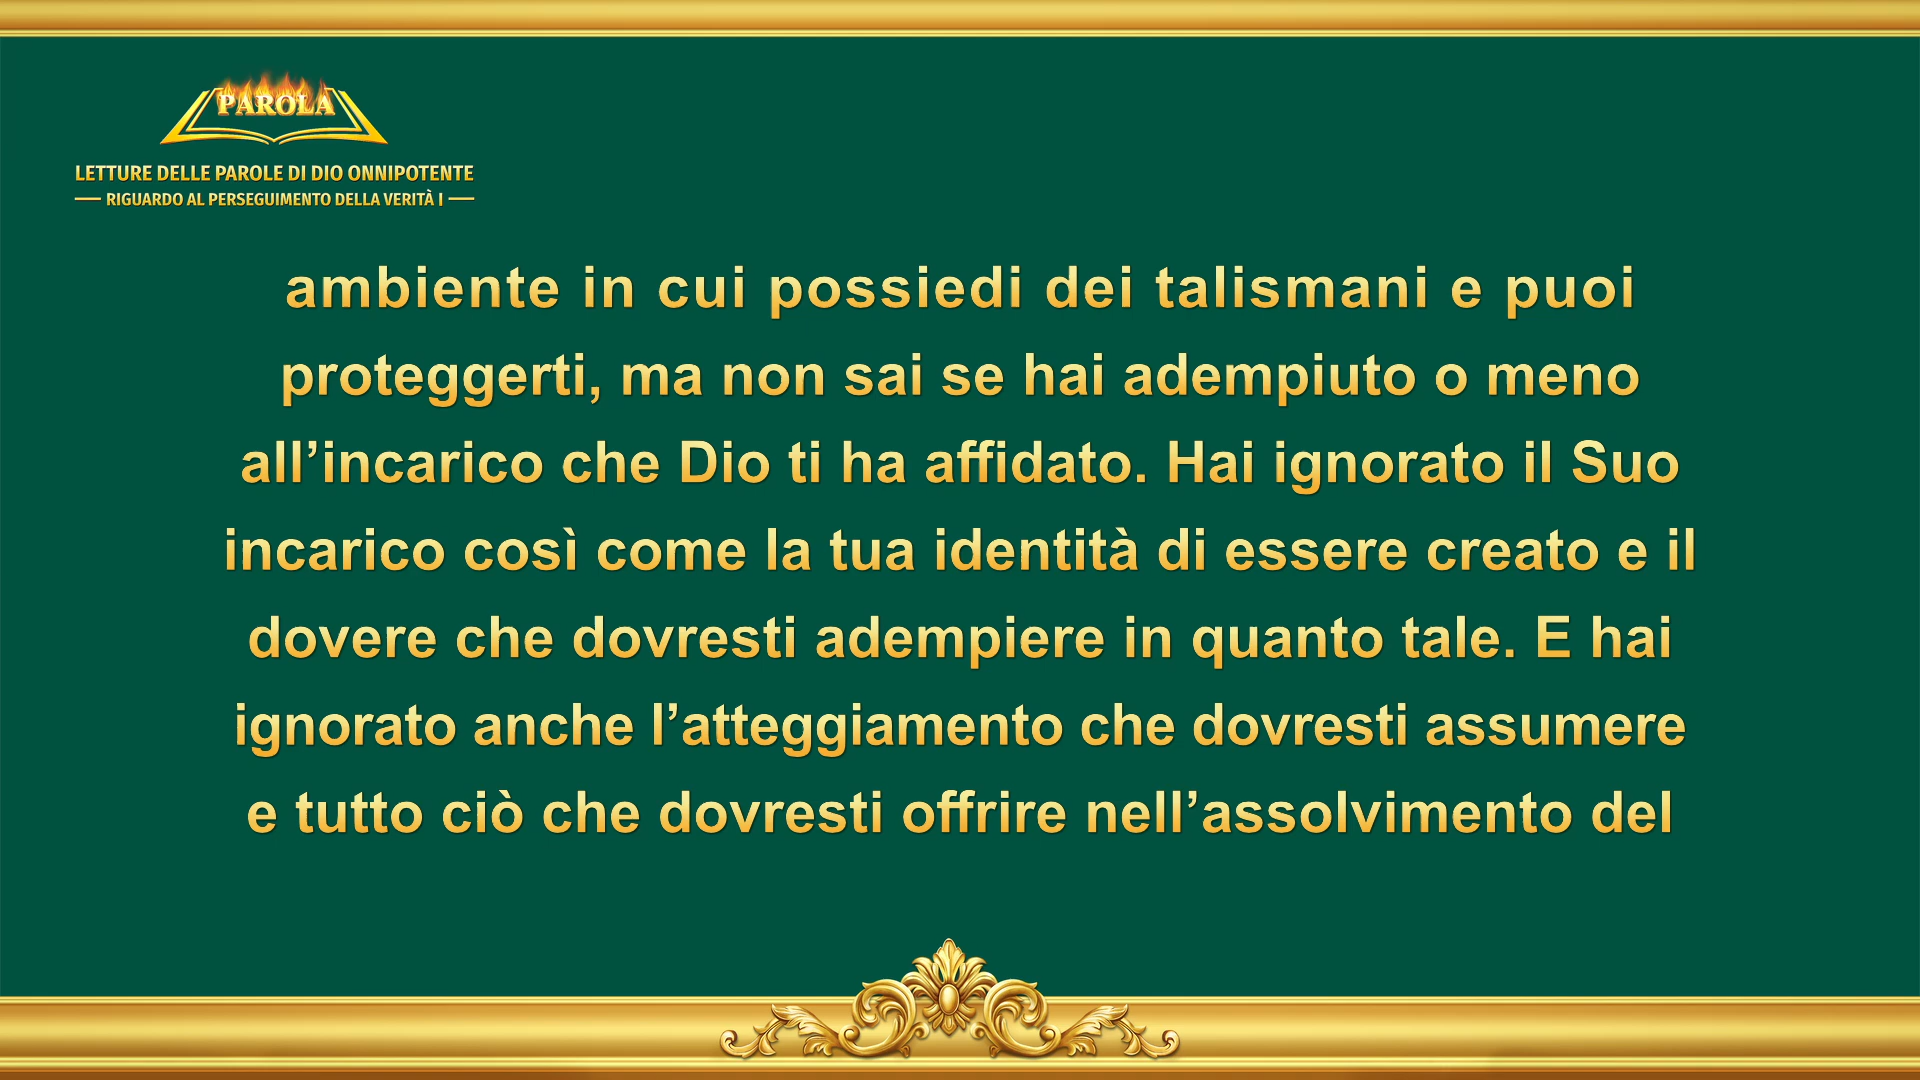 PAROLA
LETTURE DELLE PAROLE DI DIO ONNIPOTENTE
RIGUARDO AL PERSEGUIMENTO DELLA VERITÀ I
ambiente in cui possiedi dei talismani e puoi
proteggerti, ma non sai se hai adempiuto o meno
all’incarico che Dio ti ha affidato. Hai ignorato il Suo
incarico così come la tua identità di essere creato e il
dovere che dovresti adempiere in quanto tale. E hai
ignorato anche l’atteggiamento che dovresti assumere
e tutto ciò che dovresti offrire nell’assolvimento del